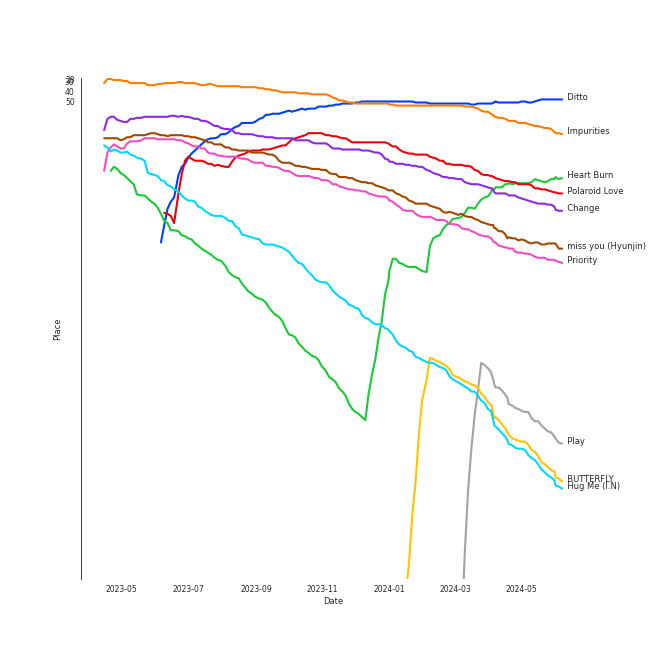 40
50
Ditto
Impurities
Heart Burn
Polaroid Love
Change
miss you (Hyunjin)
Priority
Place
Play
BUTTERFLY
Hug Me (I.N)
2023-05 2023-07 2023-09 2023-11 2024-01 2024-03 2024-05
Date